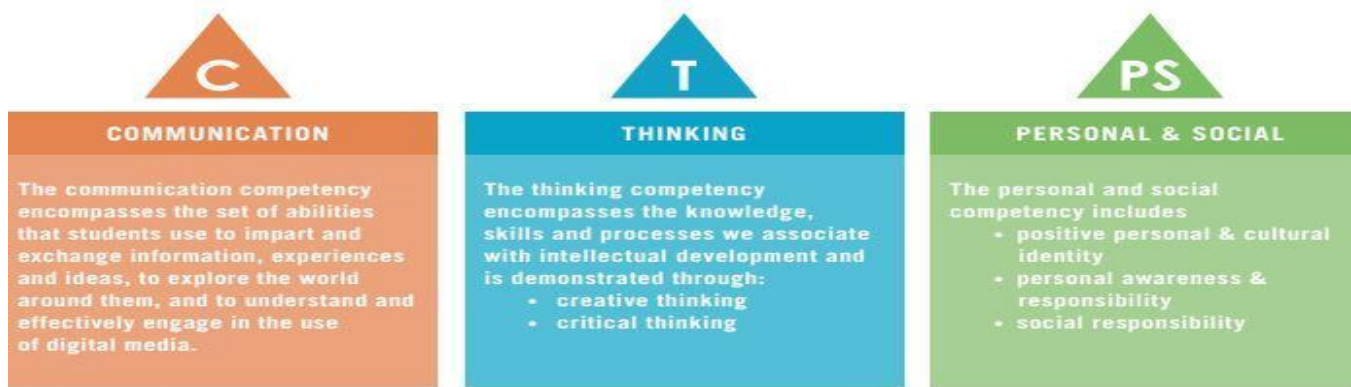 C
COMMUNICATION
The communication competency
encompasses the set of abilities
that students use to impart and
exchange information, experiences
and ideas, to explore the world
around them, and to understand and
effectively engage in the use
of digital media.
T
THINKING
The thinking competency
encompasses the knowledge,
skills and processes we associate
with intellectual development and
is demonstrated through:
• creative thinking
• critical thinking
PS
PERSONAL & SOCIAL
The personal and social
competency includes
• positive personal & cultural
identity
• personal awareness &
responsibility
• social responsibility